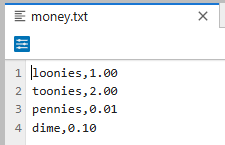 money.txt
1 loonies,1.00
2 toonies,2.00
3 pennies,0.01
4 dime,0.10